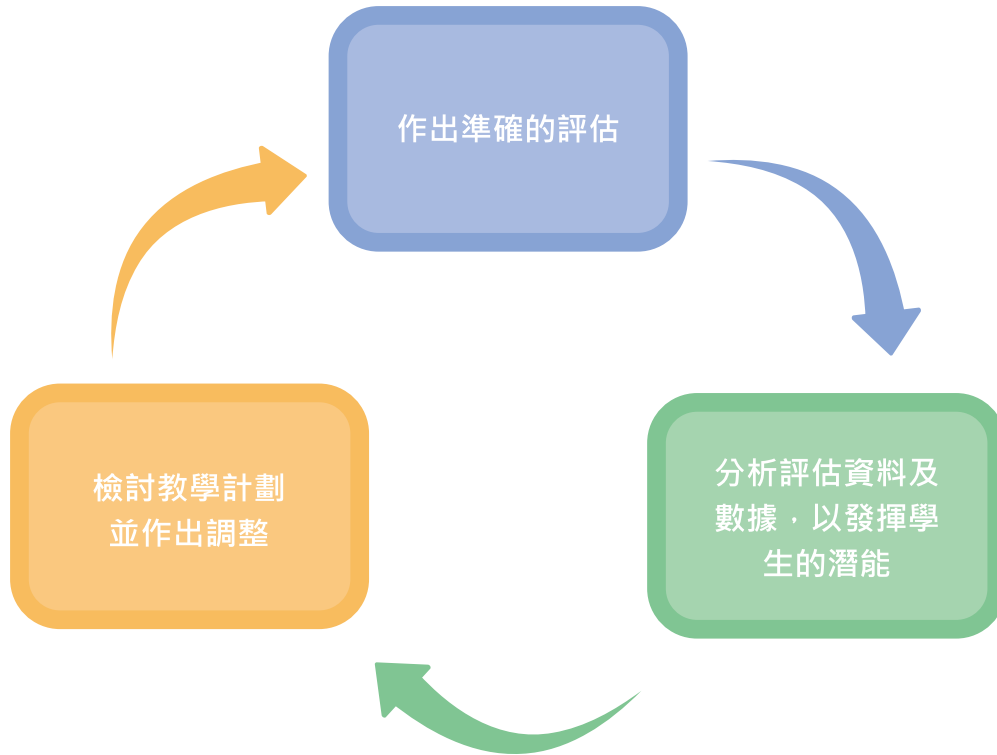 作出準確的評估
分析評估資料及
數據，以發揮學
生的潛能
檢討教學計劃
並作出調整